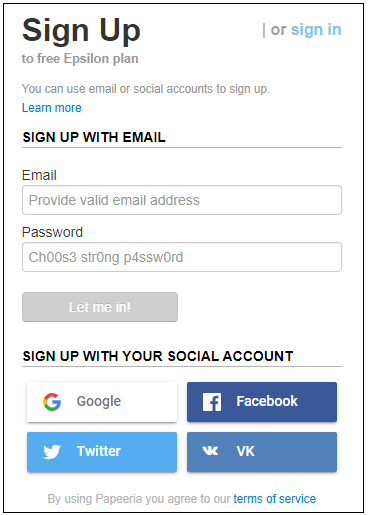 Sign Up
| or sign in
to free Epsilon plan
You can use email or social accounts to sign up.
Learn more
SIGN UP WITH EMAIL
Email
Provide valid email address
Password
Ch00s3 str0ng p4ssw0rd
Let me in!
SIGN UP WITH YOUR SOCIAL ACCOUNT
Google
Facebook
Twitter
VK
By using Papeeria you agree to our terms of service